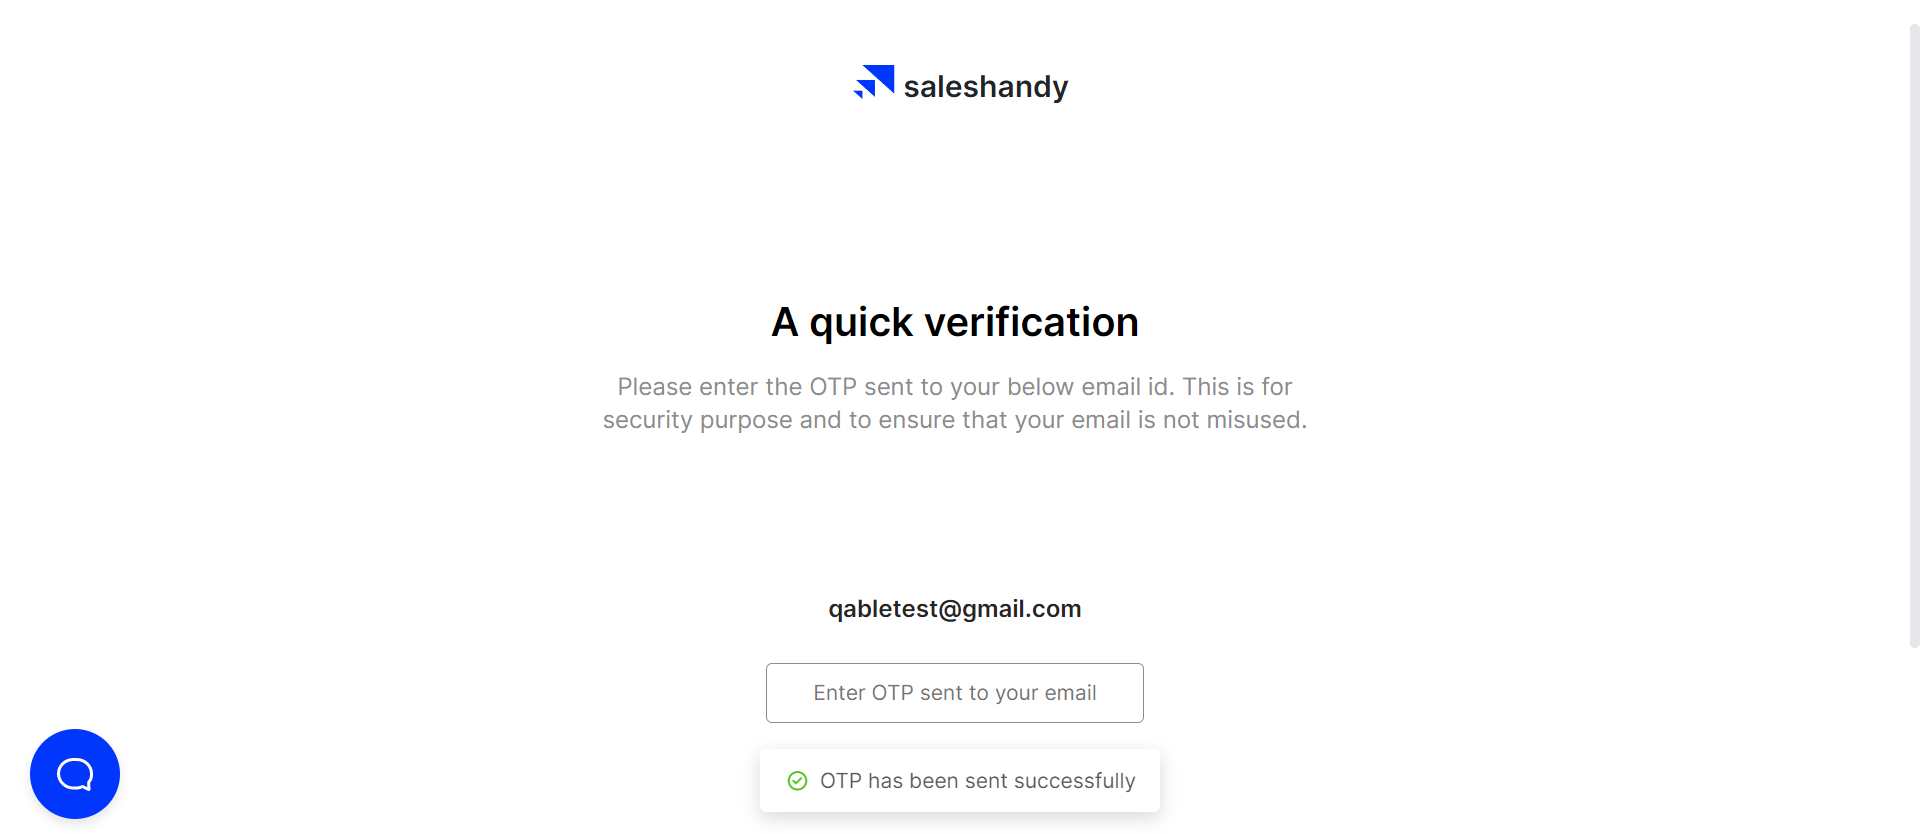 saleshandy
A quick verification
Please enter the OTP sent to your below email id. This is for
security purpose and to ensure that your email is not misused.
qabletest@gmail.com
Enter OTP sent to your email
OTP has been sent successfully